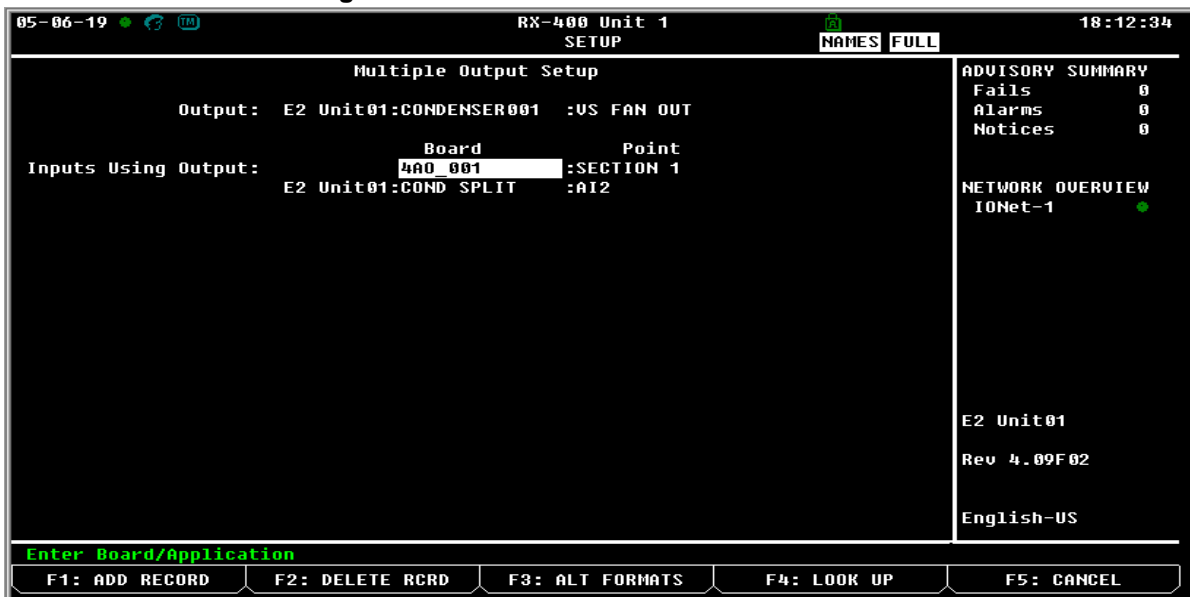 05-06-19 TM RX-400 Unit 1 A 18:12:34
SETUP NAMES FULL
Multiple Output Setup
Output: E2 Unit01:CONDENSER001 :VS FAN OUT
Board Point
Inputs Using Output: 4AO_001 :SECTION 1
E2 Unit01:COND SPLIT :AI2
ADVISORY SUMMARY
Fails 0
Alarms 0
Notices 0
NETWORK OVERVIEW
IONet-1
E2 Unit01
Rev 4.09F02
English-US
Enter Board/Application
F1: ADD RECORD F2: DELETE RCRD F3: ALT FORMATS F4: LOOK UP F5: CANCEL